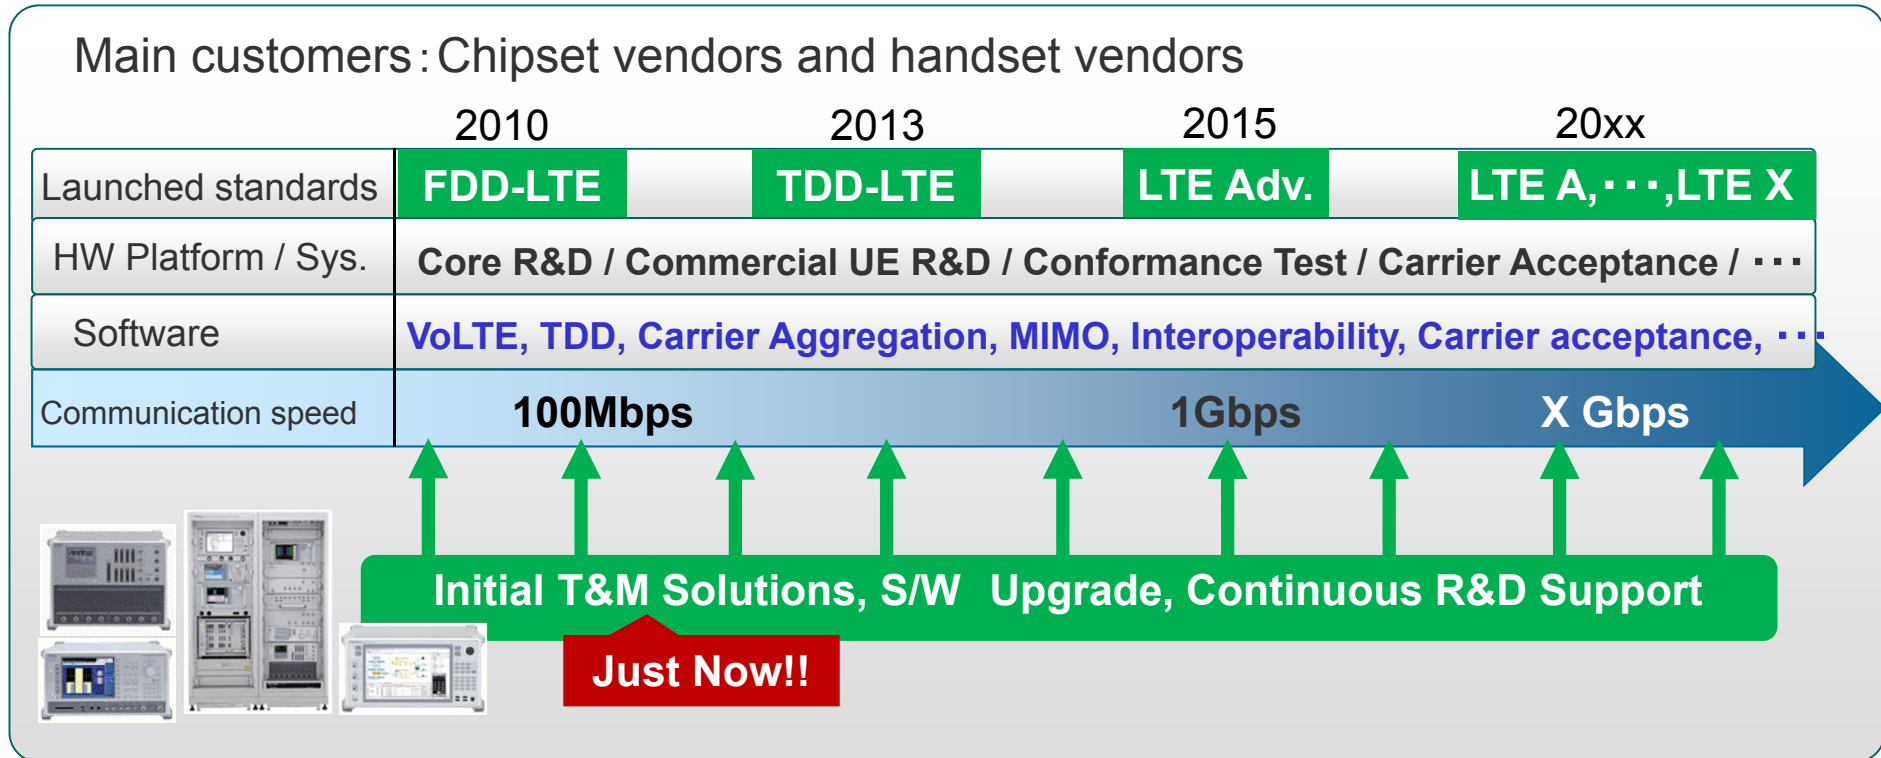 Main customers : Chipset vendors and handset vendors
2010 2013 2015 20xx
Launched standards FDD-LTE TDD-LTE LTE Adv. LTE A,･･･,LTE X
HW Platform / Sys. Core R&D / Commercial UE R&D / Conformance Test / Carrier Acceptance / ･･･
Software VoLTE, TDD, Carrier Aggregation, MIMO, Interoperability, Carrier acceptance, ･･･
Communication speed 100Mbps 1Gbps X Gbps
Initial T&M Solutions, S/W Upgrade, Continuous R&D Support
Just Now!!
Anritsu